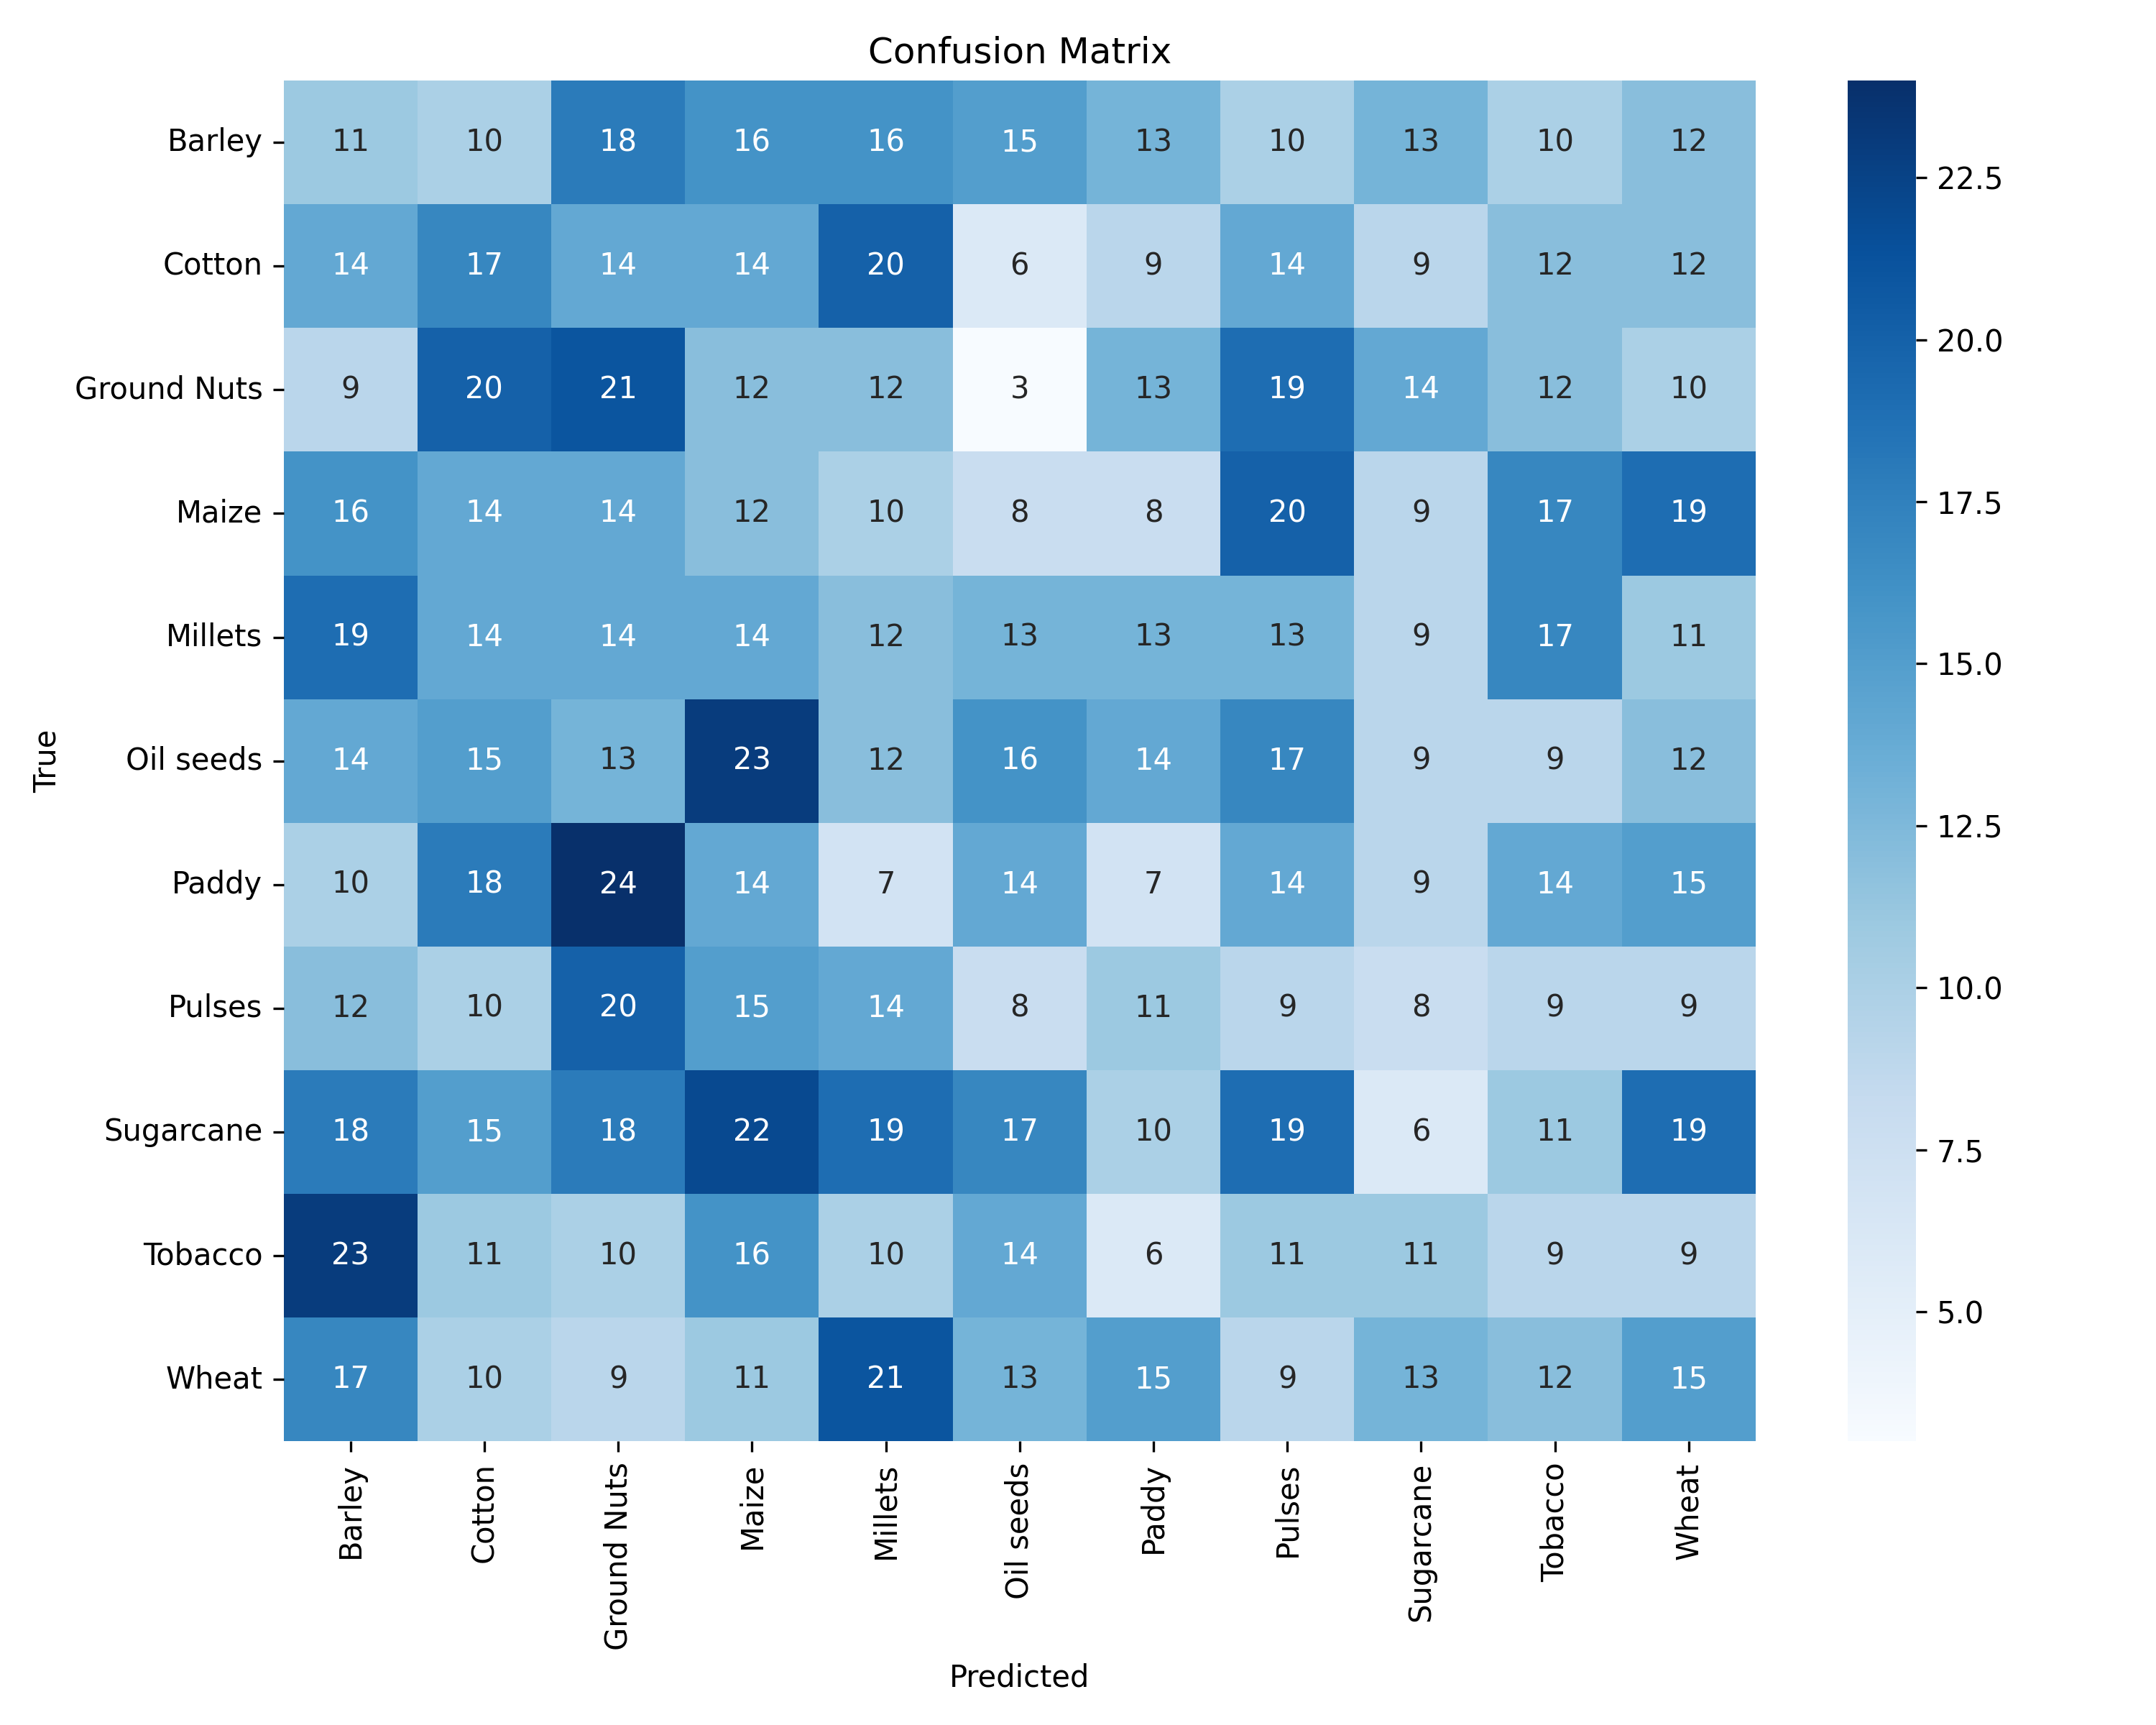 Confusion Matrix
Barley 11 10 18 16 16 15 13 10 13 10 12
Cotton 14 17 14 14 20 6 9 14 9 12 12
Ground Nuts 9 20 21 12 12 3 13 19 14 12 10
Maize 16 14 14 12 10 8 8 20 9 17 19
Millets 19 14 14 14 12 13 13 13 9 17 11
Oil seeds 14 15 13 23 12 16 14 17 9 9 12
Paddy 10 18 24 14 7 14 7 14 9 14 15
Pulses 12 10 20 15 14 8 11 9 8 9 9
Sugarcane 18 15 18 22 19 17 10 19 6 11 19
Tobacco 23 11 10 16 10 14 6 11 11 9 9
Wheat 17 10 9 11 21 13 15 9 13 12 15
True
Barley Cotton Ground Nuts Maize Millets Oil seeds Paddy Pulses Sugarcane Tobacco Wheat
Predicted
22.5
20.0
17.5
15.0
12.5
10.0
7.5
5.0